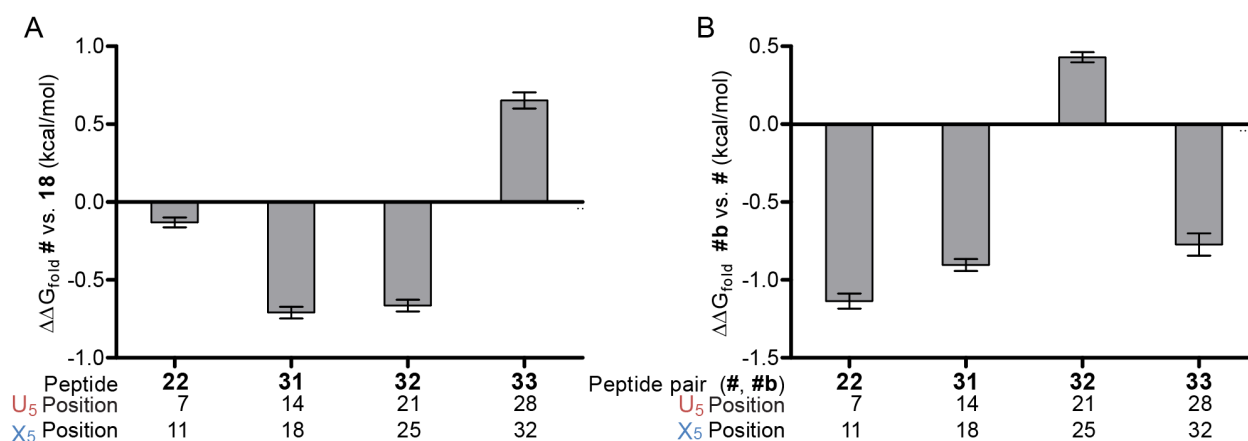 A
ΔΔG_fold # vs. 18 (kcal/mol)
1.0
0.5
0.0
-0.5
-1.0
Peptide 22 31 32 33
U5 Position 7 14 21 28
X5 Position 11 18 25 32
B
ΔΔG_fold #b vs. # (kcal/mol)
0.5
0.0
-0.5
-1.0
-1.5
Peptide pair (#, #b) 22 31 32 33
U5 Position 7 14 21 28
X5 Position 11 18 25 32